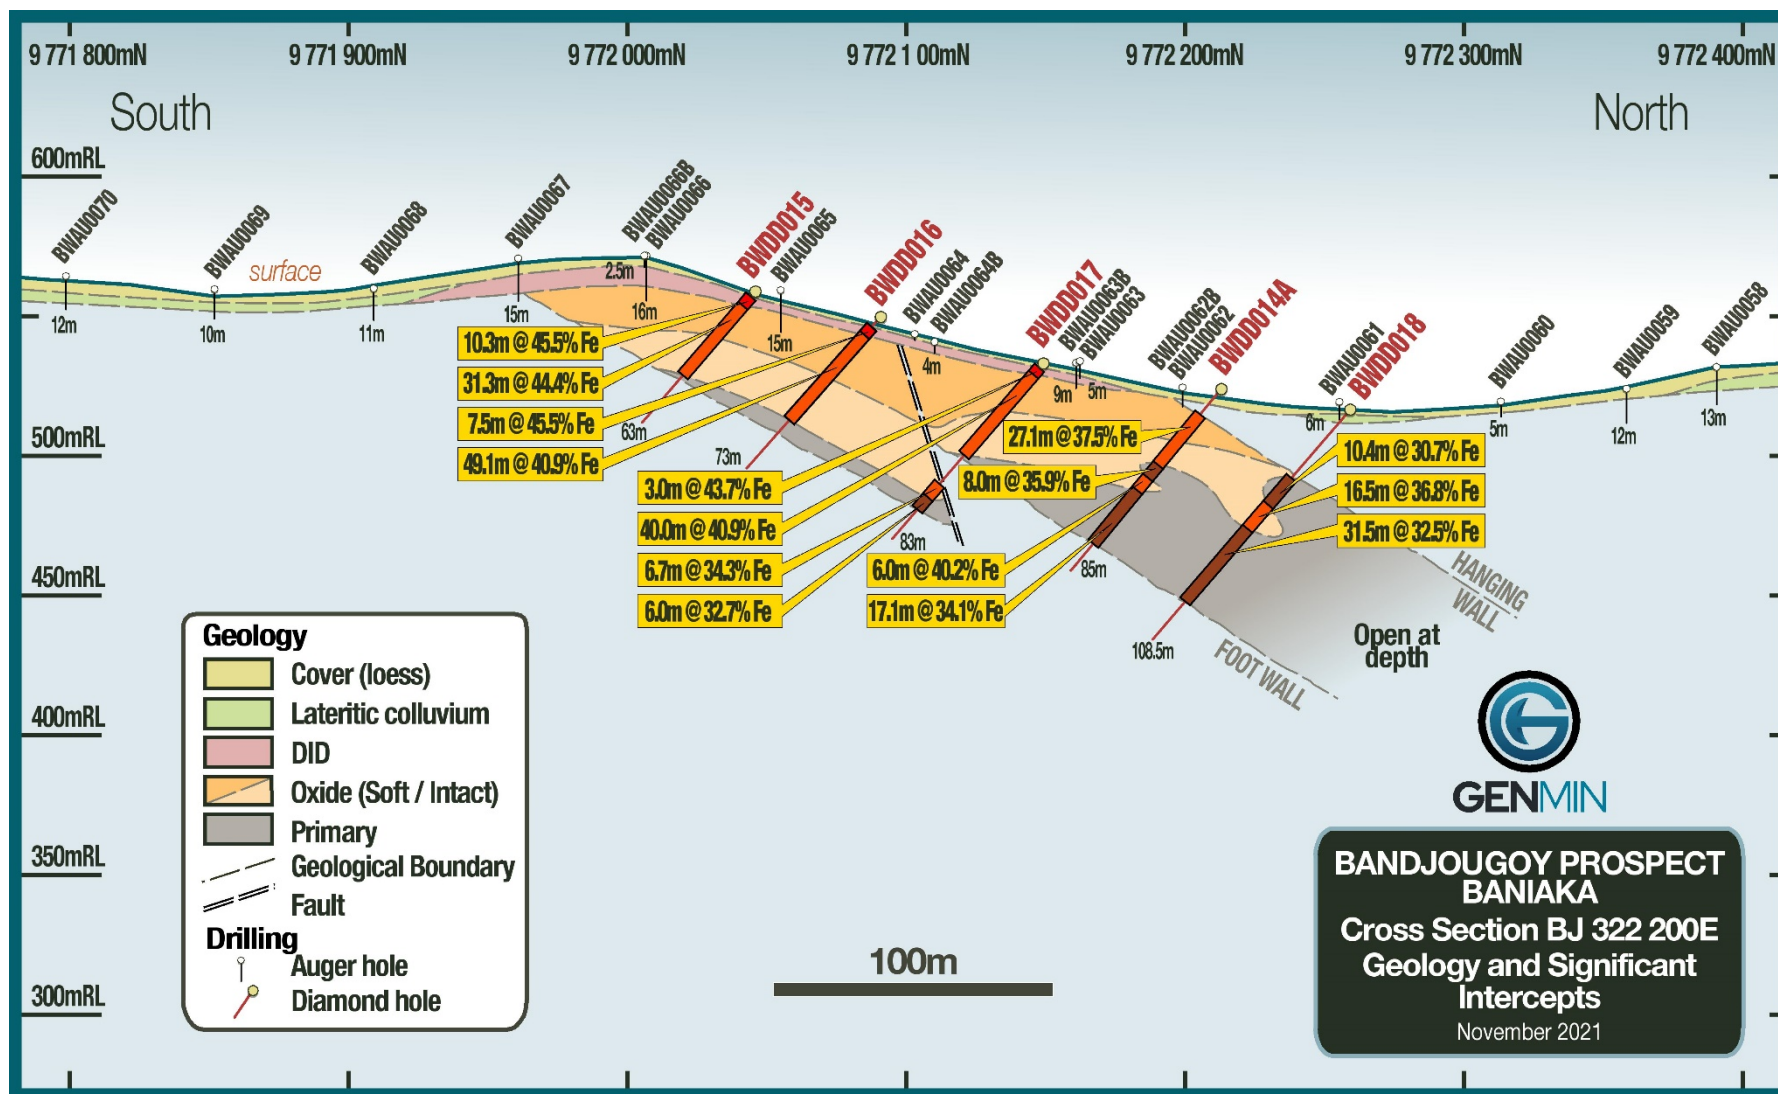 9 771 800mN
9 771 900mN
9 772 000mN
9 772 1 00mN
9 772 200mN
9 772 300mN
9 772 400mN
South
North
600mRL
500mRL
450mRL
400mRL
350mRL
300mRL
BWAU0070
BWAU0069
BWAU0068
BWAU0067
BWAU0066B
BWAU0066
BWDD015
BWAU0065
BWDD016
BWAU0064
BWAU0064B
BWDD017
BWAU0063B
BWAU0063
BWAU0062B
BWAU0062
BWDD014A
BWAU0061
BWDD018
BWAU0060
BWAU0059
BWAU0058
surface
12m
10m
11m
15m
2.5m
16m
15m
4m
9m
5m
6m
5m
12m
13m
10.3m @ 45.5% Fe
31.3m @ 44.4% Fe
7.5m @ 45.5% Fe
49.1m @ 40.9% Fe
63m
73m
3.0m @ 43.7% Fe
40.0m @ 40.9% Fe
6.7m @ 34.3% Fe
6.0m @ 32.7% Fe
83m
27.1m @ 37.5% Fe
8.0m @ 35.9% Fe
6.0m @ 40.2% Fe
17.1m @ 34.1% Fe
85m
10.4m @ 30.7% Fe
16.5m @ 36.8% Fe
31.5m @ 32.5% Fe
108.5m
HANGING
WALL
FOOT WALL
Open at
depth
Geology
Cover (loess)
Lateritic colluvium
DID
Oxide (Soft / Intact)
Primary
Geological Boundary
Fault
Drilling
Auger hole
Diamond hole
100m
G
GENMIN
BANDJOUGOY PROSPECT
BANIAKA
Cross Section BJ 322 200E
Geology and Significant
Intercepts
November 2021